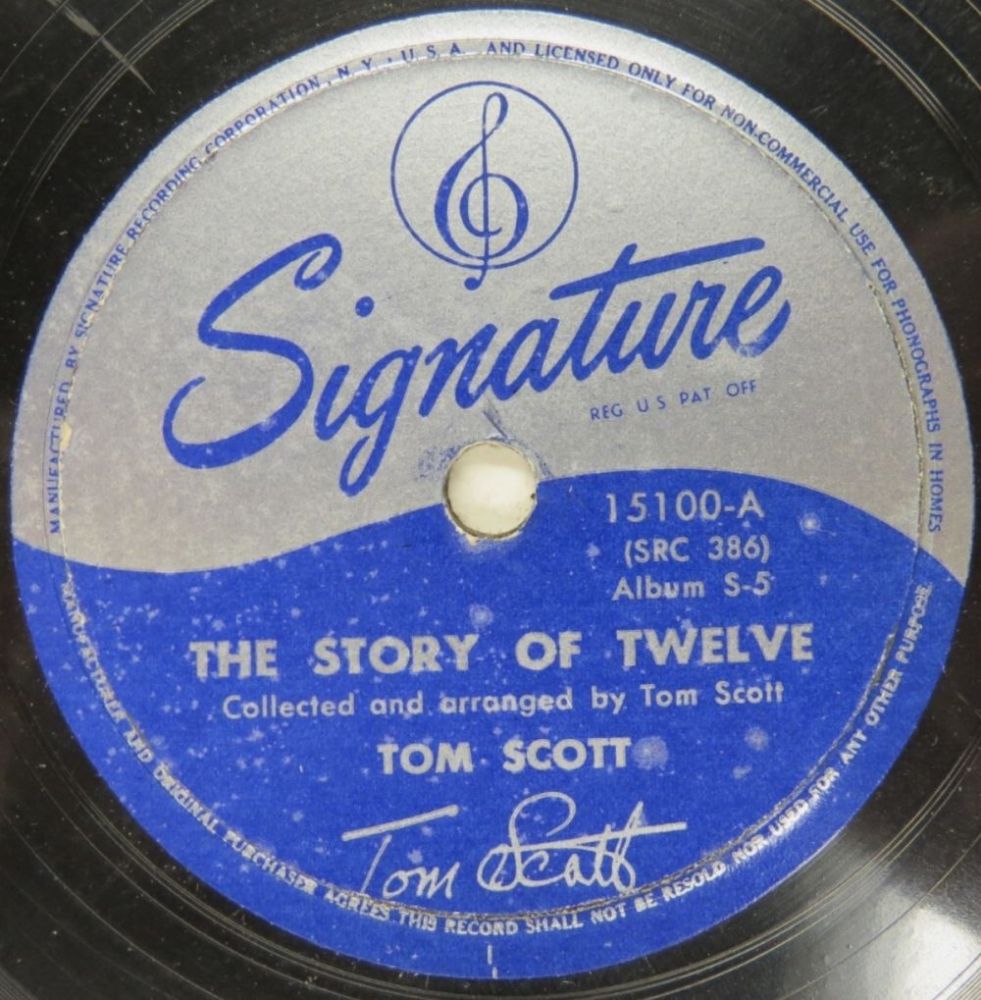 MANUFACTURED BY SIGNATURE RECORDING CORPORATION, N. Y. U. S. A. AND LICENSED ONLY FOR NON-COMMERCIAL USE FOR PHONOGRAPHS IN HOMES
Signature
REG U S PAT OFF
15100-A
(SRC 386)
Album S-5
THE STORY OF TWELVE
Collected and arranged by Tom Scott
TOM SCOTT
Tom Scott
MANUFACTURER AND ORIGINAL PURCHASER AGREES THIS RECORD SHALL NOT BE RESOLD NOR USED FOR ANY OTHER PURPOSE
1